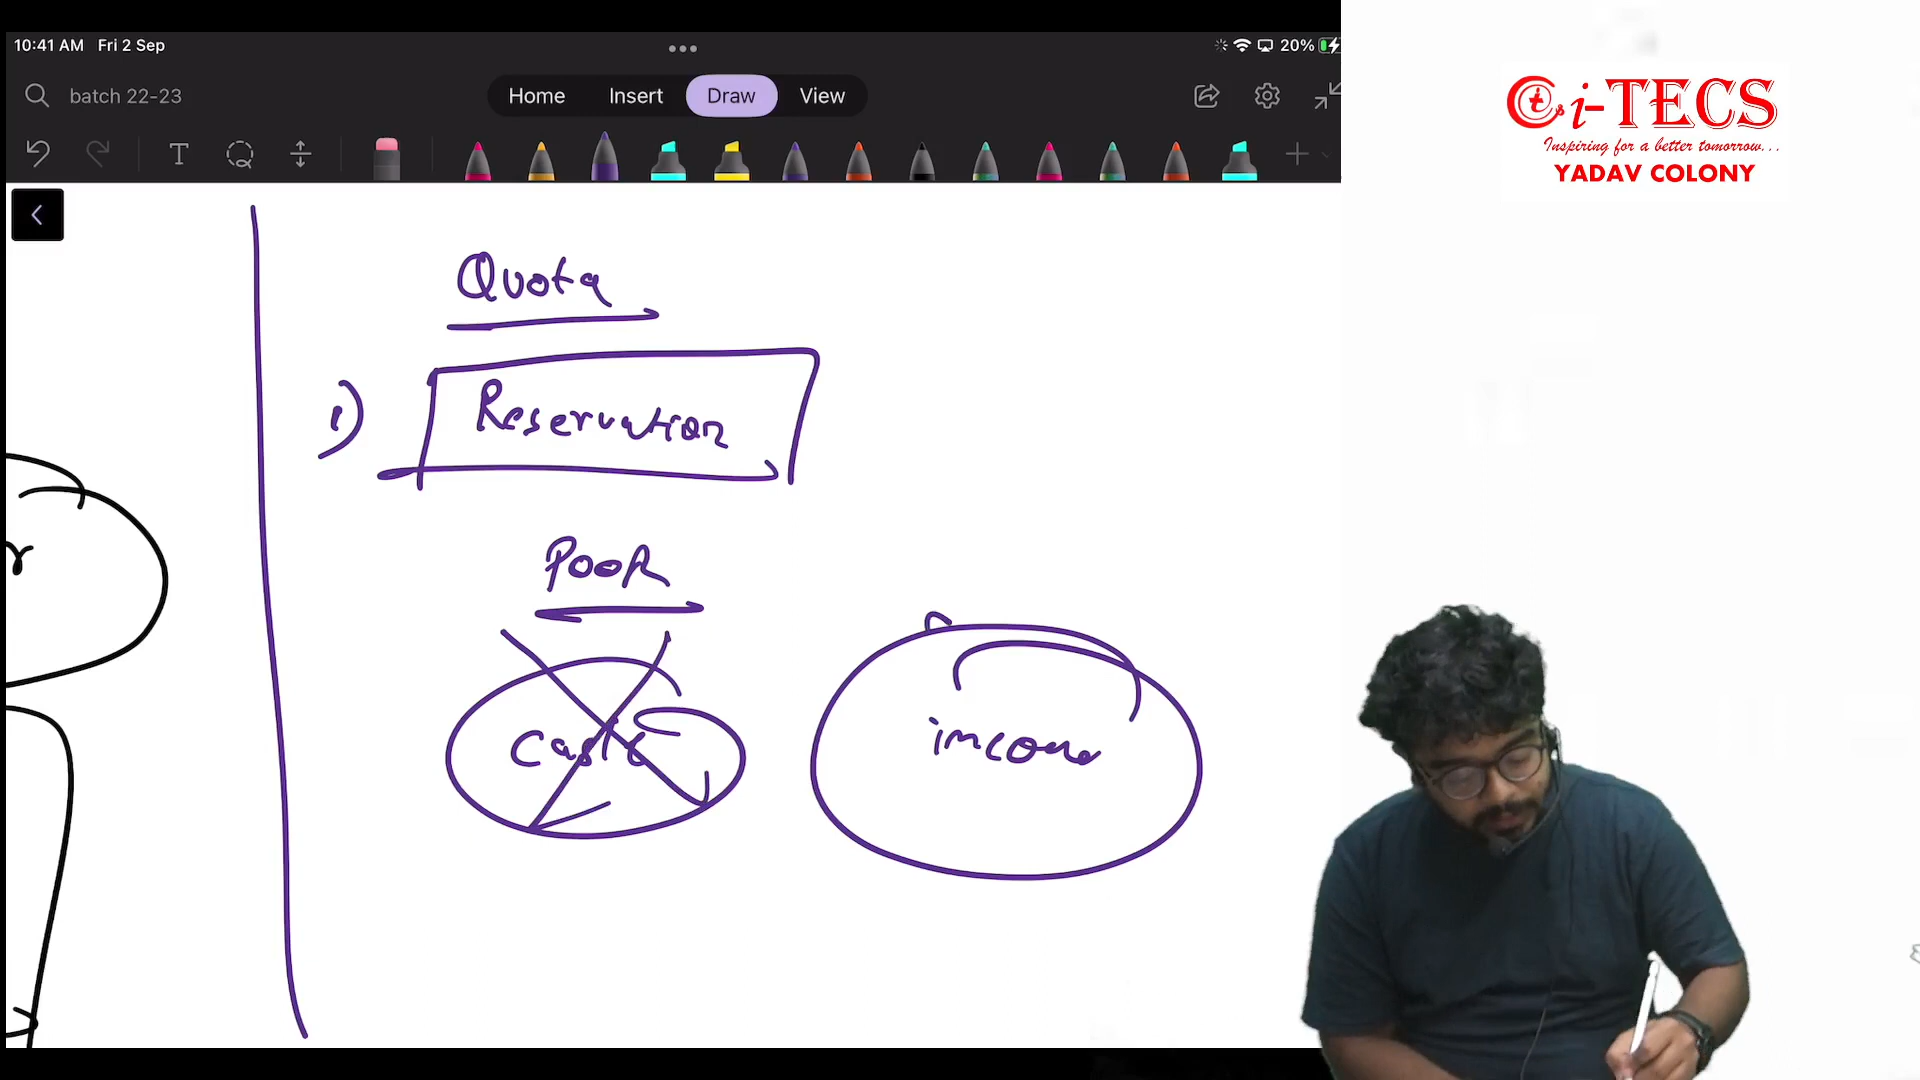 10:41 AM Fri 2 Sep
20%
batch 22-23
Home Insert Draw View
T
i-TECS
Inspiring for a better tomorrow...
YADAV COLONY
Quota
1) Reservation
Poor
Caste
income
r